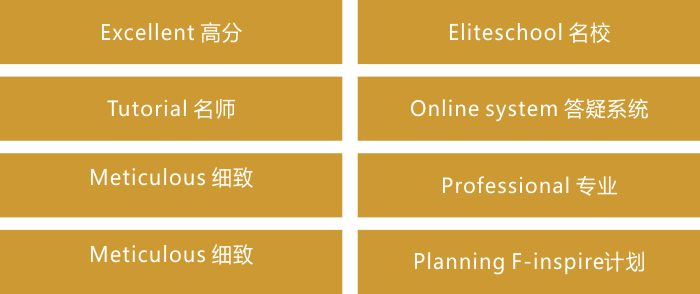 Excellent 高分
Eliteschool 名校
Tutorial 名师
Online system 答疑系统
Meticulous 细致
Professional 专业
Meticulous 细致
Planning F-inspire计划